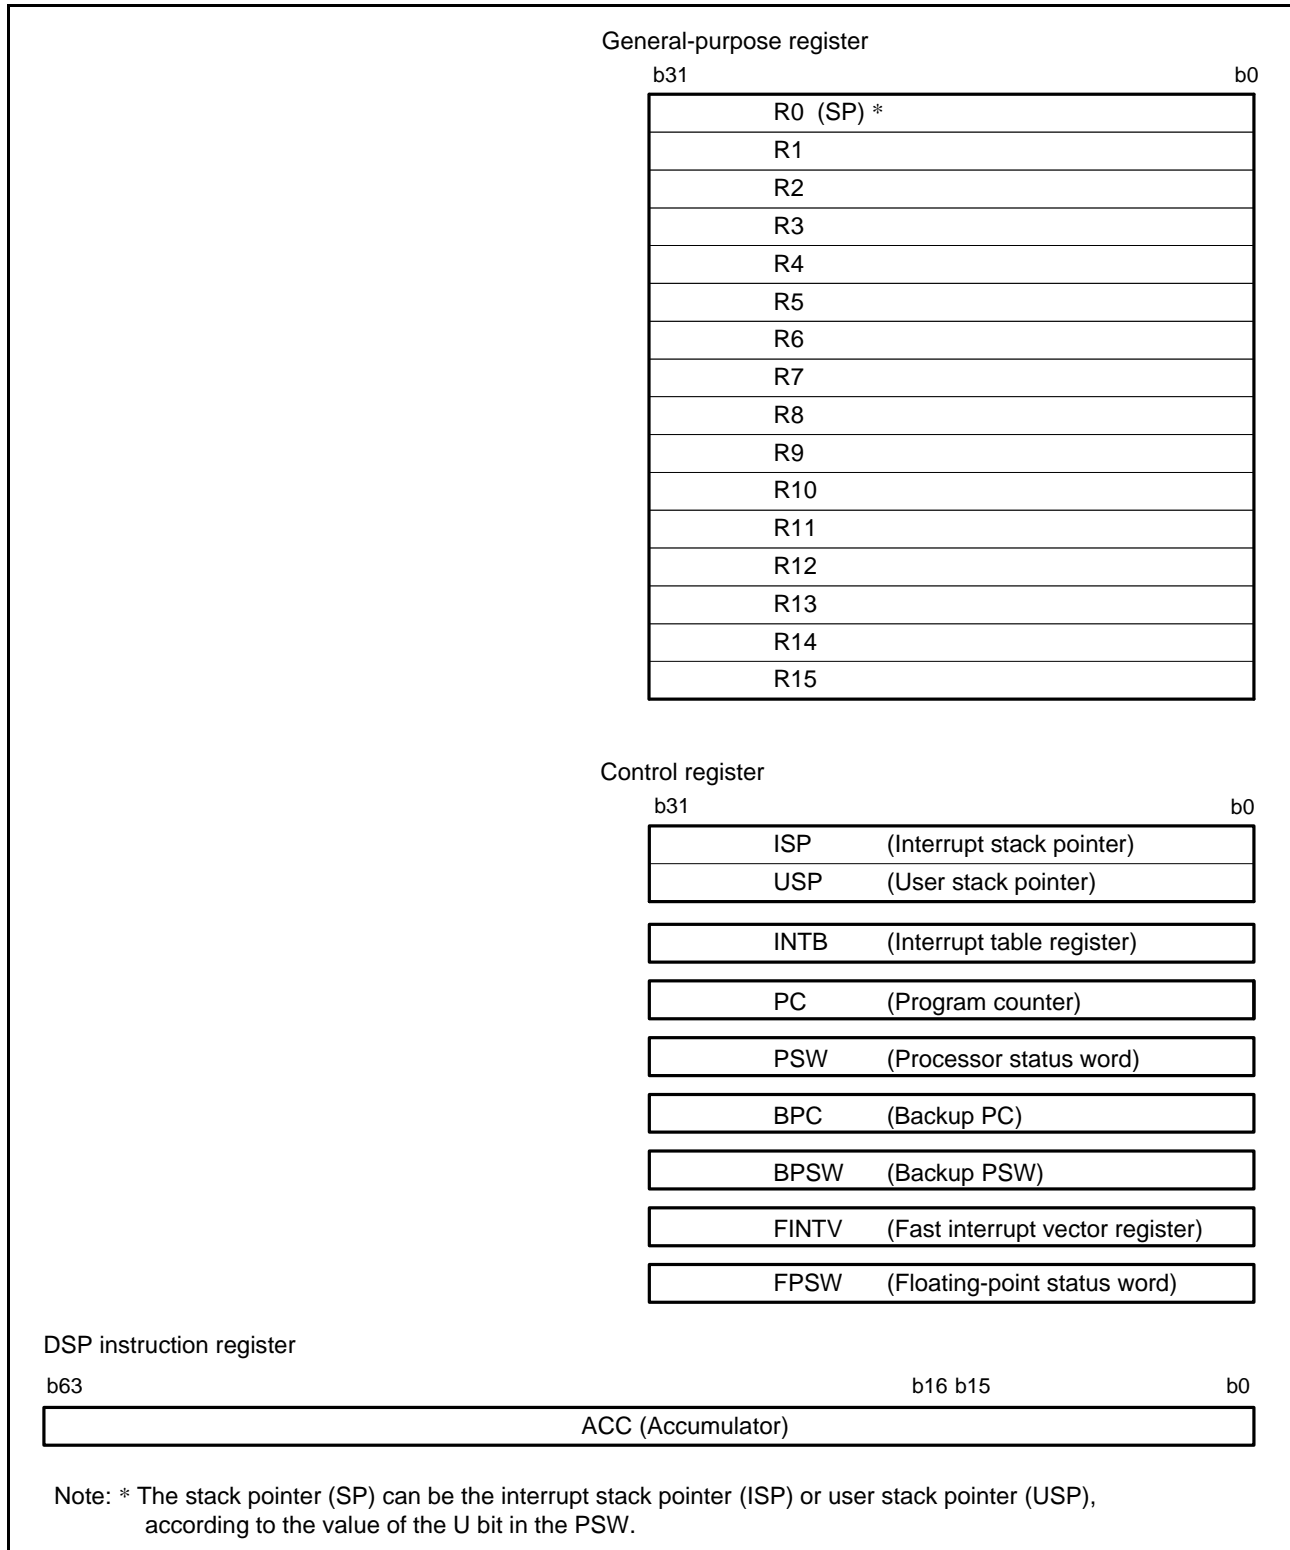 General-purpose register
b31 b0
R0 (SP) *
R1
R2
R3
R4
R5
R6
R7
R8
R9
R10
R11
R12
R13
R14
R15
Control register
b31 b0
ISP (Interrupt stack pointer)
USP (User stack pointer)
INTB (Interrupt table register)
PC (Program counter)
PSW (Processor status word)
BPC (Backup PC)
BPSW (Backup PSW)
FINTV (Fast interrupt vector register)
FPSW (Floating-point status word)
DSP instruction register
b63 b16 b15 b0
ACC (Accumulator)
Note: * The stack pointer (SP) can be the interrupt stack pointer (ISP) or user stack pointer (USP),
according to the value of the U bit in the PSW.